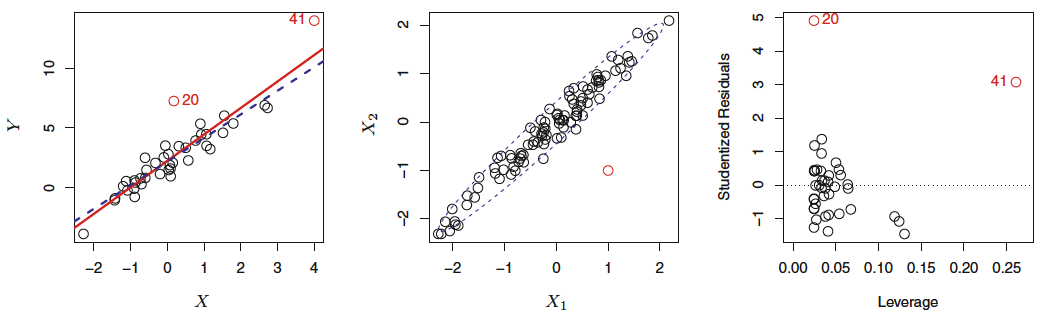 Y
0 5 10
41
20
−2 −1 0 1 2 3 4
X
X₂
−2 −1 0 1 2
−2 −1 0 1 2
X₁
Studentized Residuals
−1 0 1 2 3 4 5
20
41
0.00 0.05 0.10 0.15 0.20 0.25
Leverage